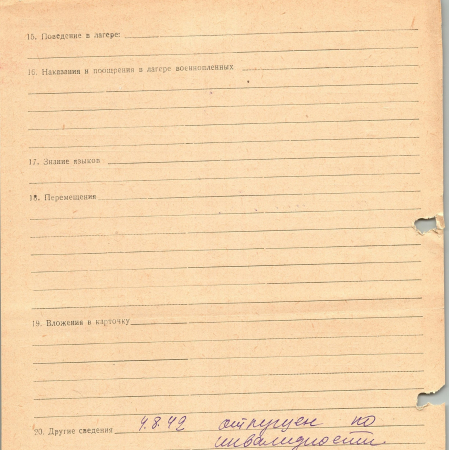 15. Поведение в лагере:
16. Наказания и поощрения в лагере военнопленных
17. Знание языков
18. Перемещения
19. Вложения в карточку
20. Другие сведения 4.8.42 отпущен по
инвалидности.